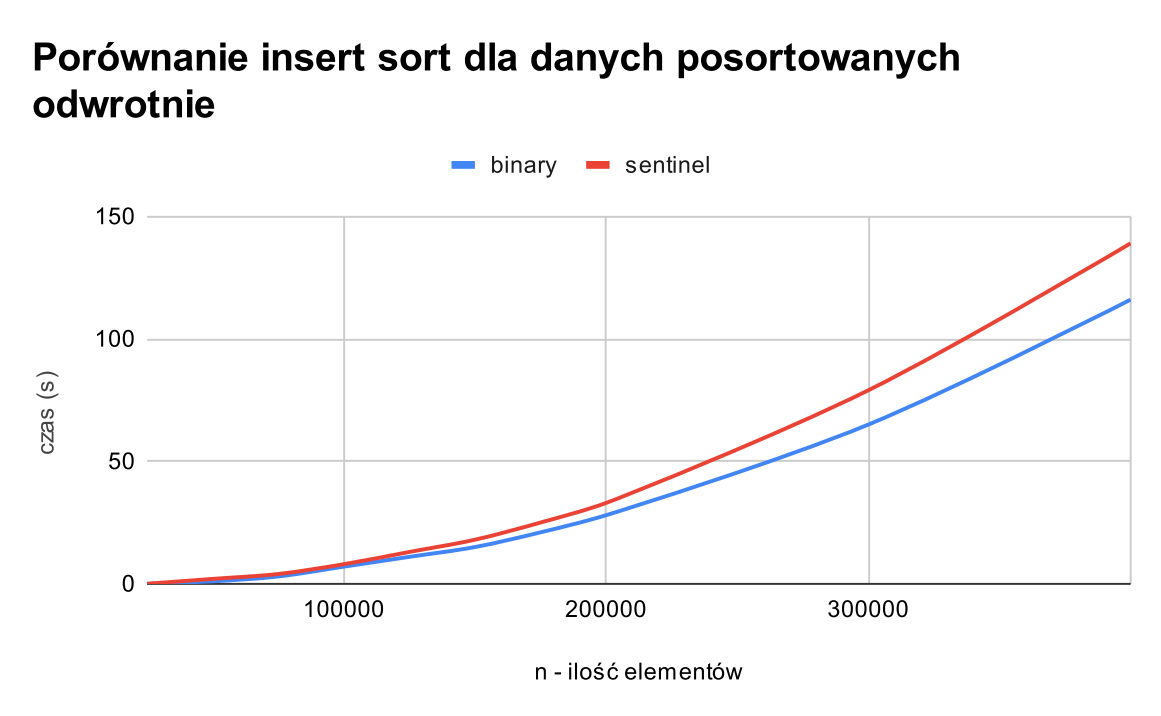 Porównanie insert sort dla danych posortowanych
odwrotnie
binary sentinel
150
100
50
0
czas (s)
100000 200000 300000
n - ilość elementów